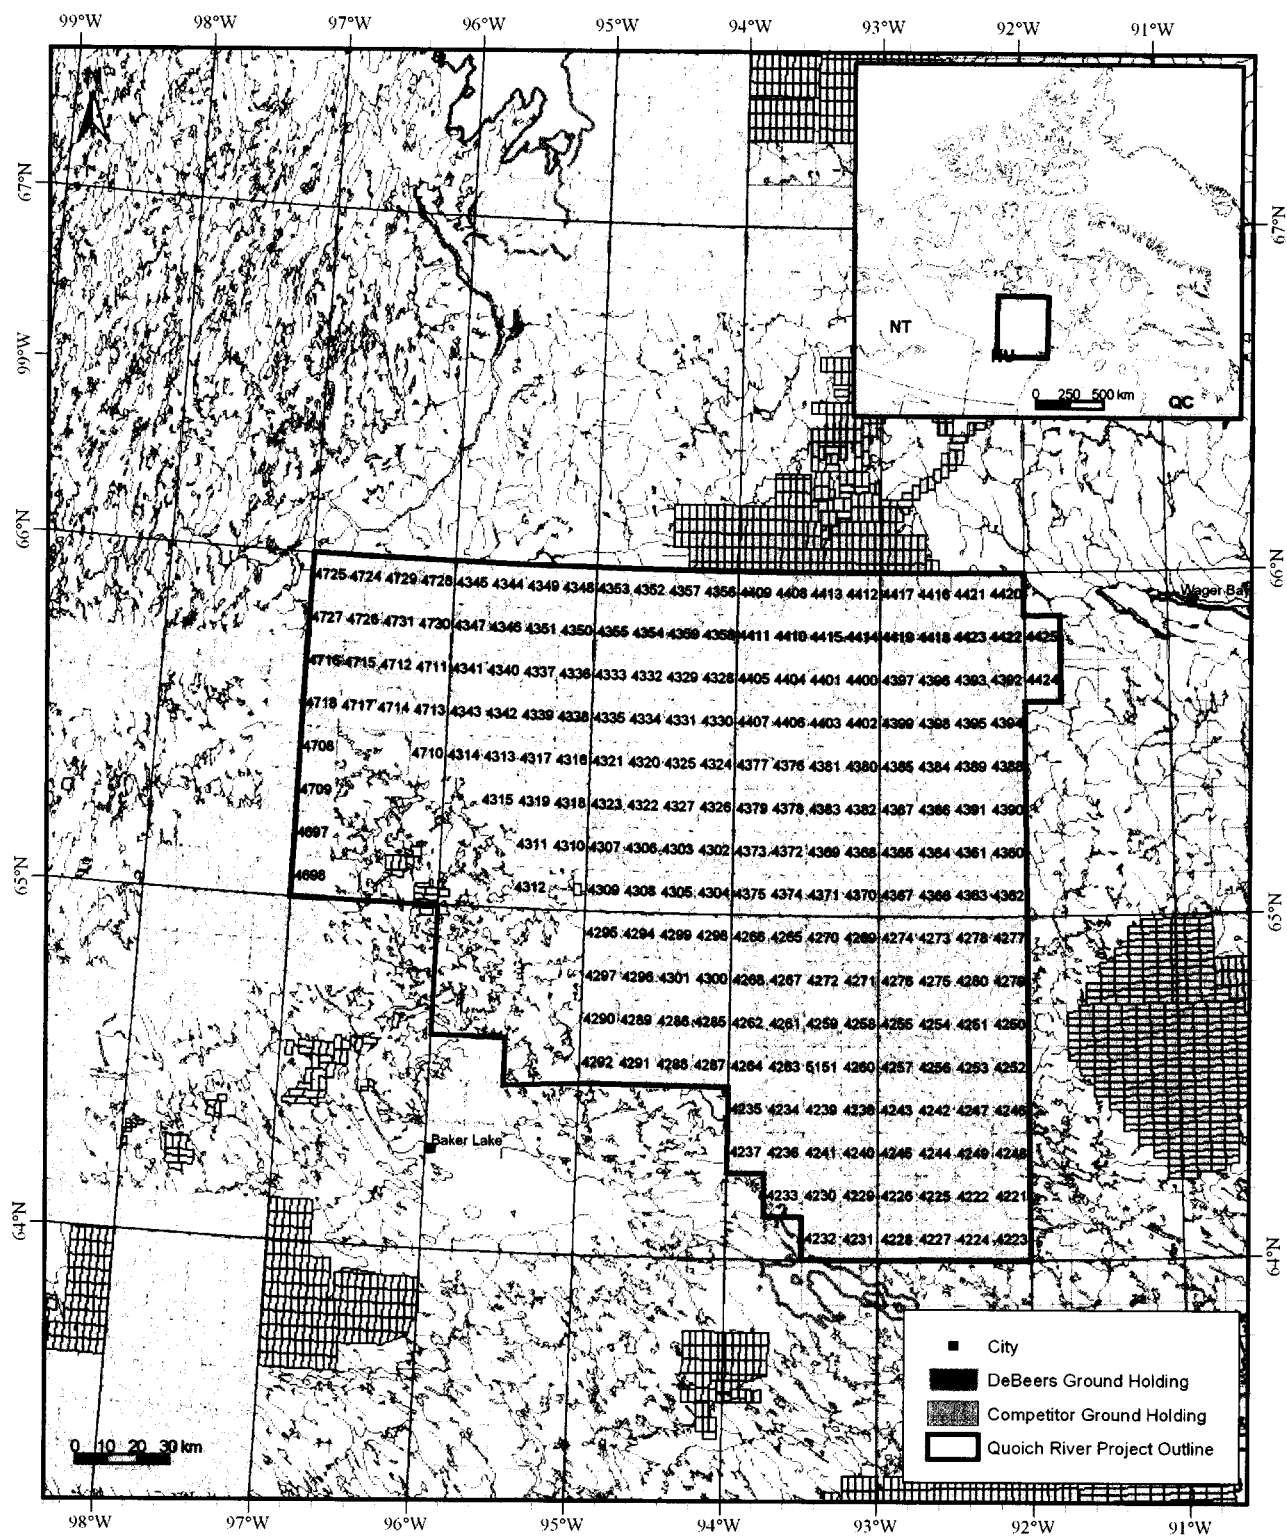 99°W 98°W 97°W 96°W 95°W 94°W 93°W 92°W 91°W
N
67°N
67°N
NT
NU
0 250 500 km
QC
66°N
66°N
66°N
Wager Bay
4725 4724 4729 4728 4345 4344 4349 4348 4353 4352 4357 4356 4409 4408 4413 4412 4417 4416 4421 4420
4727 4726 4731 4730 4347 4346 4351 4350 4355 4354 4359 4358 4411 4410 4415 4414 4419 4418 4423 4422 4425
4716 4715 4712 4711 4341 4340 4337 4336 4333 4332 4329 4328 4405 4404 4401 4400 4397 4396 4393 4392 4424
4718 4717 4714 4713 4343 4342 4339 4338 4335 4334 4331 4330 4407 4406 4403 4402 4399 4398 4395 4394
4708 4710 4314 4313 4317 4316 4321 4320 4325 4324 4377 4376 4381 4380 4385 4384 4389 4388
4709 4315 4319 4318 4323 4322 4327 4326 4379 4378 4383 4382 4387 4386 4391 4390
4697 4311 4310 4307 4306 4303 4302 4373 4372 4369 4368 4365 4364 4361 4360
4698 4312 4309 4308 4305 4304 4375 4374 4371 4370 4367 4366 4363 4362
65°N
65°N
4295 4294 4299 4298 4266 4265 4270 4269 4274 4273 4278 4277
4297 4296 4301 4300 4268 4267 4272 4271 4276 4275 4280 4279
4290 4289 4286 4285 4262 4261 4259 4258 4255 4254 4251 4250
4292 4291 4288 4287 4264 4263 5151 4260 4257 4256 4253 4252
4235 4234 4239 4238 4243 4242 4247 4246
Baker Lake
4237 4236 4241 4240 4245 4244 4249 4248
4233 4230 4229 4226 4225 4222 4221
4232 4231 4228 4227 4224 4223
64°N
64°N
City
DeBeers Ground Holding
Competitor Ground Holding
Quoich River Project Outline
0 10 20 30 km
98°W 97°W 96°W 95°W 94°W 93°W 92°W 91°W